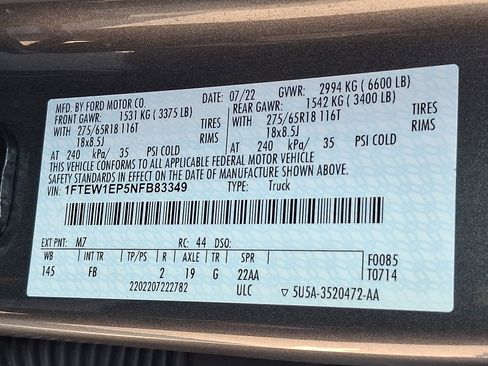 MFD. BY FORD MOTOR CO. DATE: 07/22 GVWR: 2994 KG ( 6600 LB)
FRONT GAWR: 1531 KG ( 3375 LB) REAR GAWR: 1542 KG ( 3400 LB)
WITH 275/65R18 116T TIRES WITH 275/65R18 116T TIRES
18x8.5J RIMS 18x8.5J RIMS
AT 240 kPa/ 35 PSI COLD AT 240 kPa/ 35 PSI COLD
THIS VEHICLE CONFORMS TO ALL APPLICABLE FEDERAL MOTOR VEHICLE
SAFETY STANDARDS IN EFFECT ON THE DATE OF MANUFACTURE SHOWN ABOVE.
VIN: 1FTEW1EP5NFB83349 TYPE: Truck
EXT PNT: M7 RC: 44 DSO: F0085
WB INT TR TP/PS R AXLE TR SPR T0714
145 FB 2 19 G 22AA
2202207222782 ULC ▽ 5U5A-3520472-AA